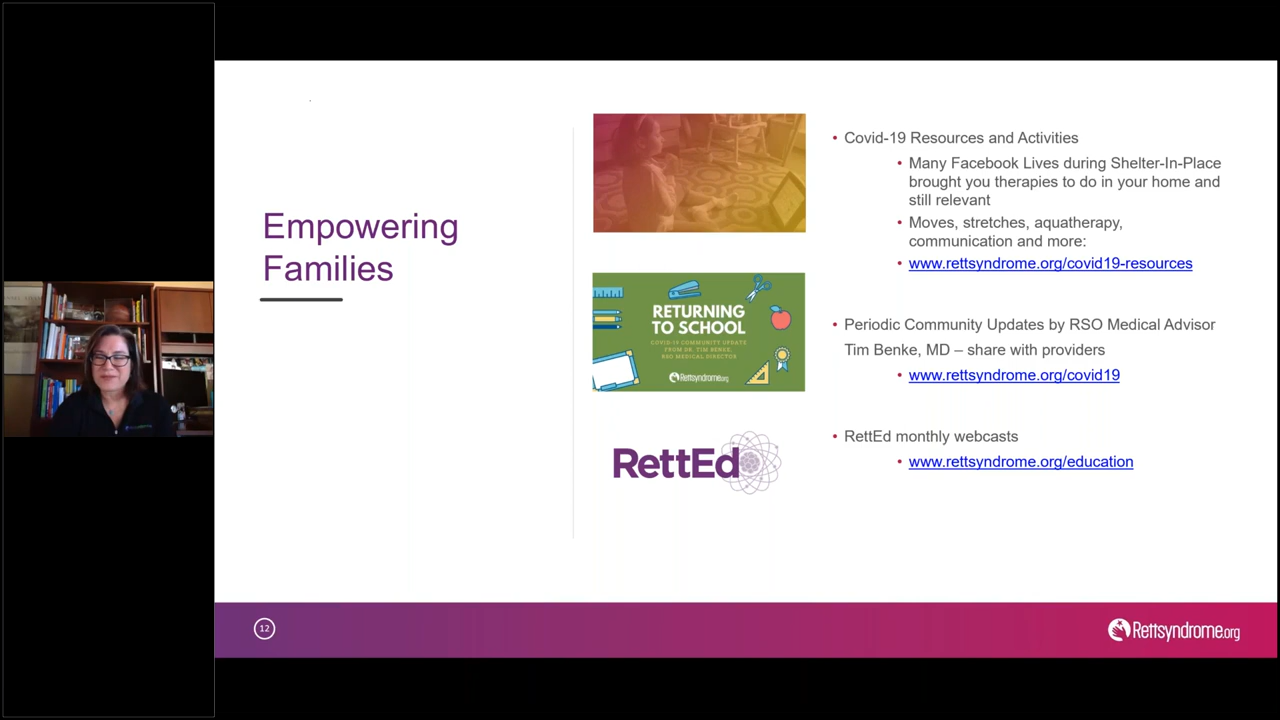 Empowering
Families
• Covid-19 Resources and Activities
• Many Facebook Lives during Shelter-In-Place
brought you therapies to do in your home and
still relevant
• Moves, stretches, aquatherapy,
communication and more:
• www.rettsyndrome.org/covid19-resources
RETURNING
TO SCHOOL
COVID-19 COMMUNITY UPDATE
FROM DR. TIM BENKE,
RSO MEDICAL DIRECTOR
Rettsyndrome.org
• Periodic Community Updates by RSO Medical Advisor
Tim Benke, MD – share with providers
• www.rettsyndrome.org/covid19
RettEd
• RettEd monthly webcasts
• www.rettsyndrome.org/education
12
Rettsyndrome.org